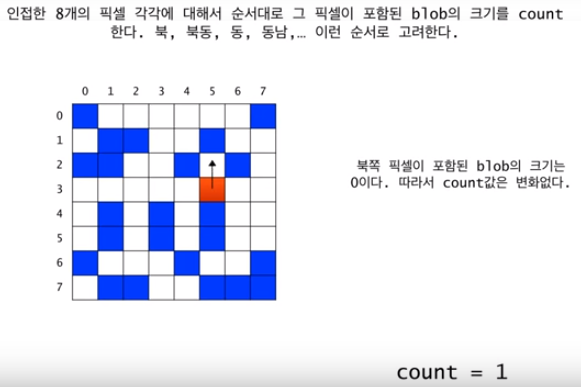 인접한 8개의 픽셀 각각에 대해서 순서대로 그 픽셀이 포함된 blob의 크기를 count
한다. 북, 북동, 동, 동남,… 이런 순서로 고려한다.
0 1 2 3 4 5 6 7
0
1
2
3
4
5
6
7
북쪽 픽셀이 포함된 blob의 크기는
0이다. 따라서 count값은 변화없다.
count = 1